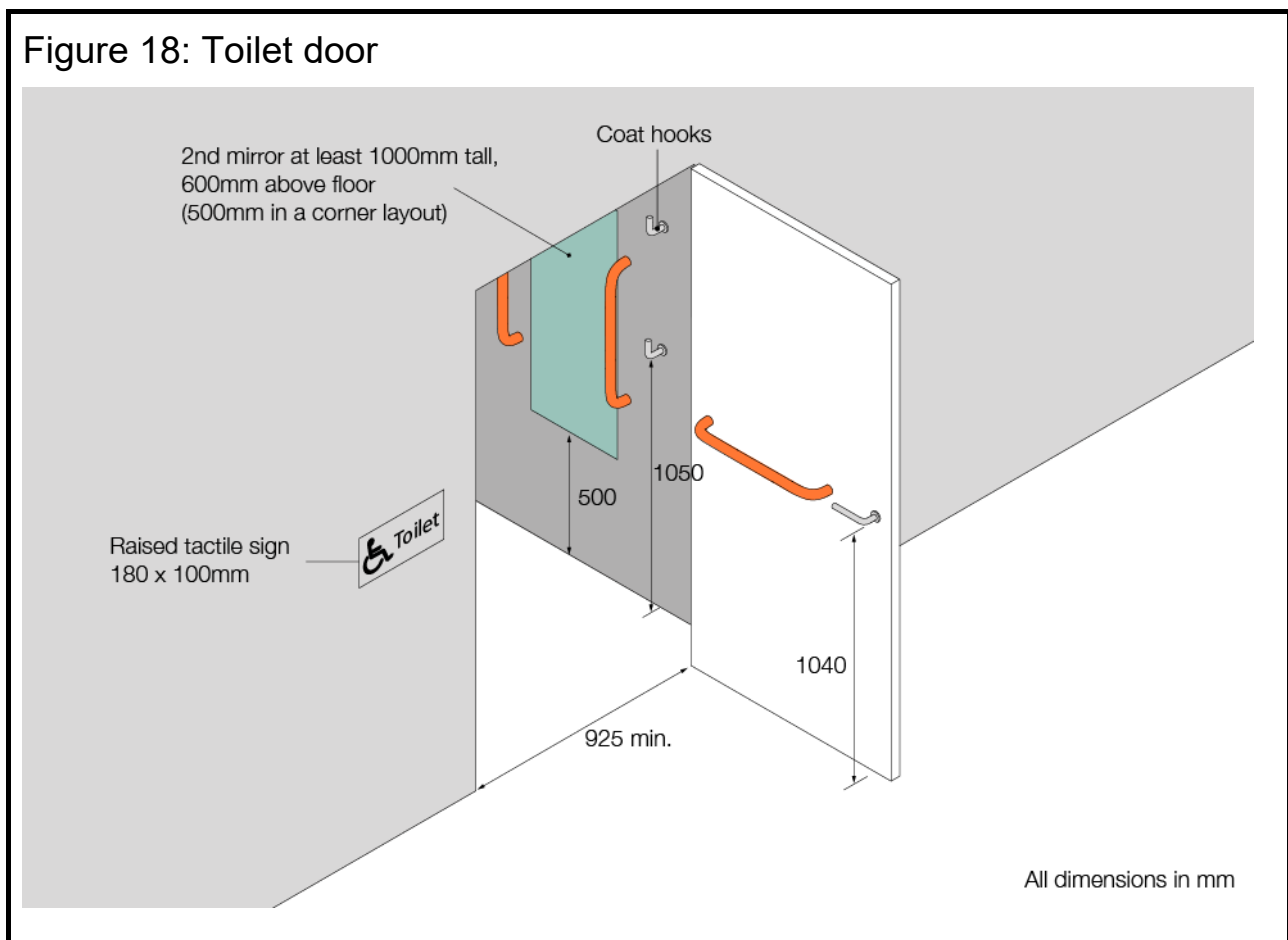 Figure 18: Toilet door
Coat hooks
2nd mirror at least 1000mm tall,
600mm above floor
(500mm in a corner layout)
1050
500
Toilet
Raised tactile sign
180 x 100mm
1040
925 min.
All dimensions in mm